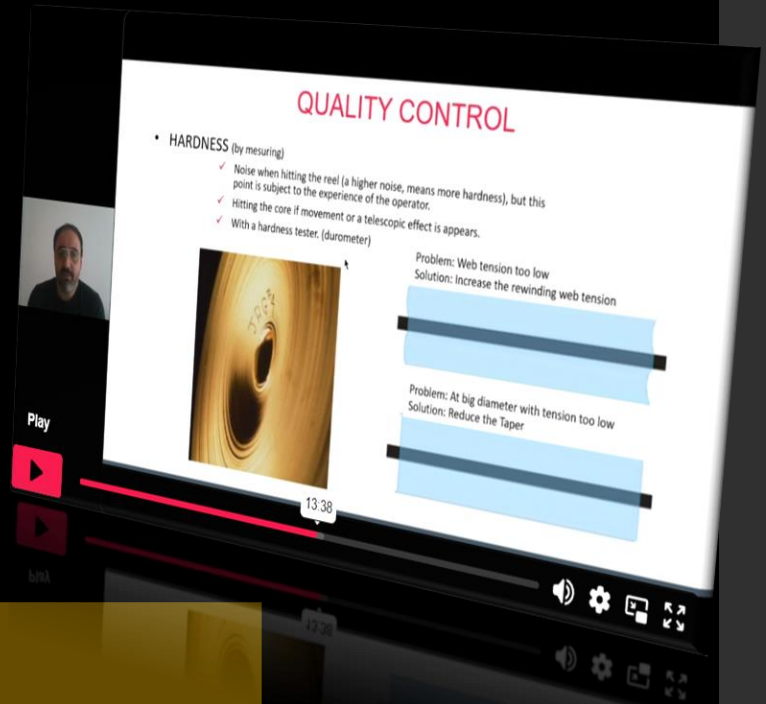 QUALITY CONTROL
• HARDNESS (by mesuring)
✓ Noise when hitting the reel (a higher noise, means more hardness), but this
point is subject to the experience of the operator.
✓ Hitting the core if movement or a telescopic effect is appears.
✓ With a hardness tester. (durometer)
Problem: Web tension too low
Solution: Increase the rewinding web tension
Problem: At big diameter with tension too low
Solution: Reduce the Taper
Play
13:38